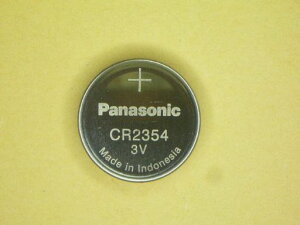 +
Panasonic
CR2354
3V
Made in Indonesia